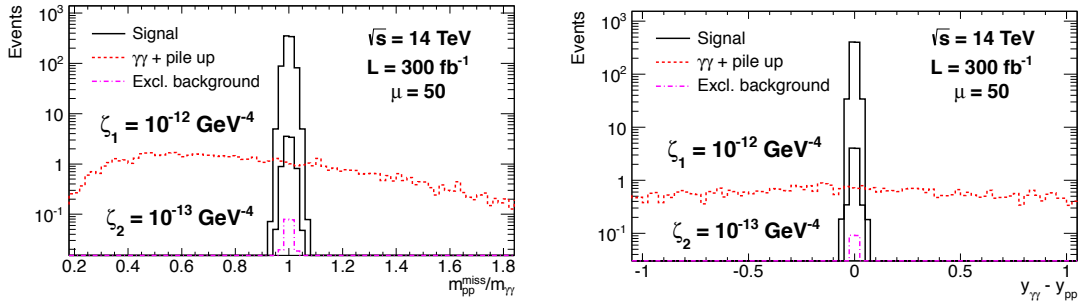 Events
10²
10
1
10⁻¹
Signal
γγ + pile up
Excl. background
√s = 14 TeV
L = 300 fb⁻¹
μ = 50
ζ₁ = 10⁻¹² GeV⁻⁴
ζ₂ = 10⁻¹³ GeV⁻⁴
0.2 0.4 0.6 0.8 1 1.2 1.4 1.6 1.8
m_pp^miss/m_γγ
Events
10³
10²
10
1
10⁻¹
Signal
γγ + pile up
Excl. background
√s = 14 TeV
L = 300 fb⁻¹
μ = 50
ζ₁ = 10⁻¹² GeV⁻⁴
ζ₂ = 10⁻¹³ GeV⁻⁴
-1 -0.5 0 0.5 1
y_γγ - y_pp